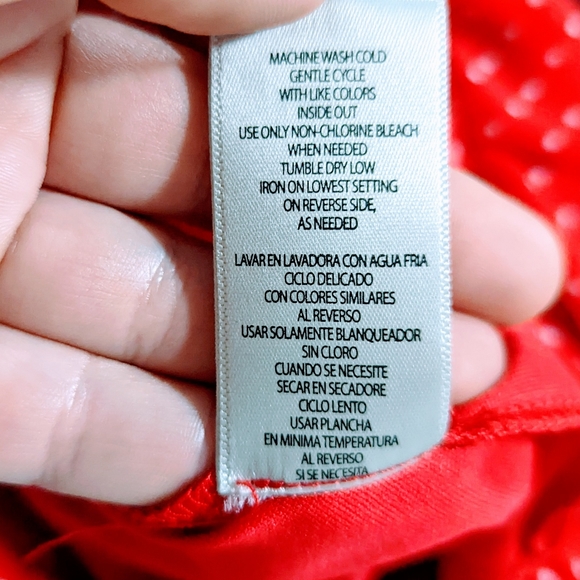 MACHINE WASH COLD
GENTLE CYCLE
WITH LIKE COLORS
INSIDE OUT
USE ONLY NON-CHLORINE BLEACH
WHEN NEEDED
TUMBLE DRY LOW
IRON ON LOWEST SETTING
ON REVERSE SIDE,
AS NEEDED
LAVAR EN LAVADORA CON AGUA FRIA
CICLO DELICADO
CON COLORES SIMILARES
AL REVERSO
USAR SOLAMENTE BLANQUEADOR
SIN CLORO
CUANDO SE NECESITE
SECAR EN SECADORE
CICLO LENTO
USAR PLANCHA
EN MINIMA TEMPERATURA
AL REVERSO
SI SE NECESITA